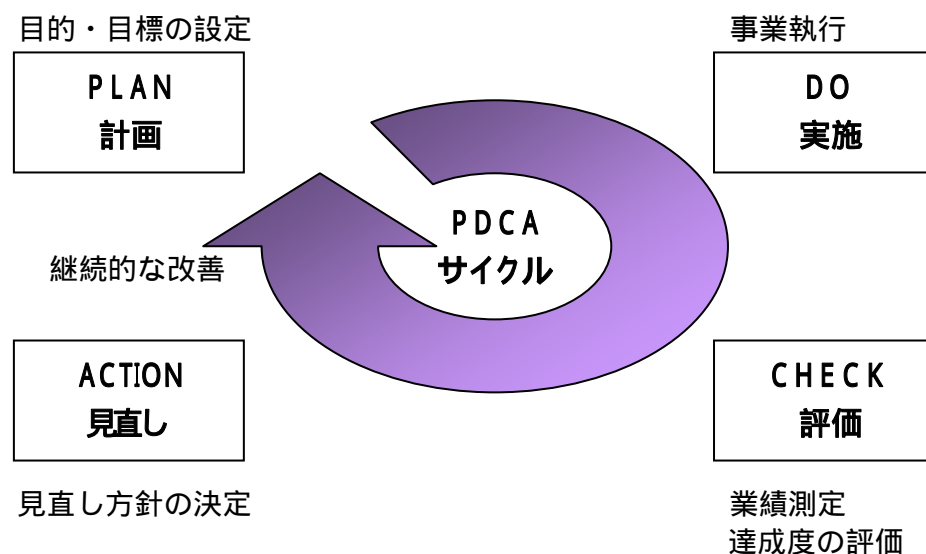 目的・目標の設定
PLAN
計画
事業執行
DO
実施
PDCA
サイクル
継続的な改善
ACTION
見直し
見直し方針の決定
CHECK
評価
業績測定
達成度の評価